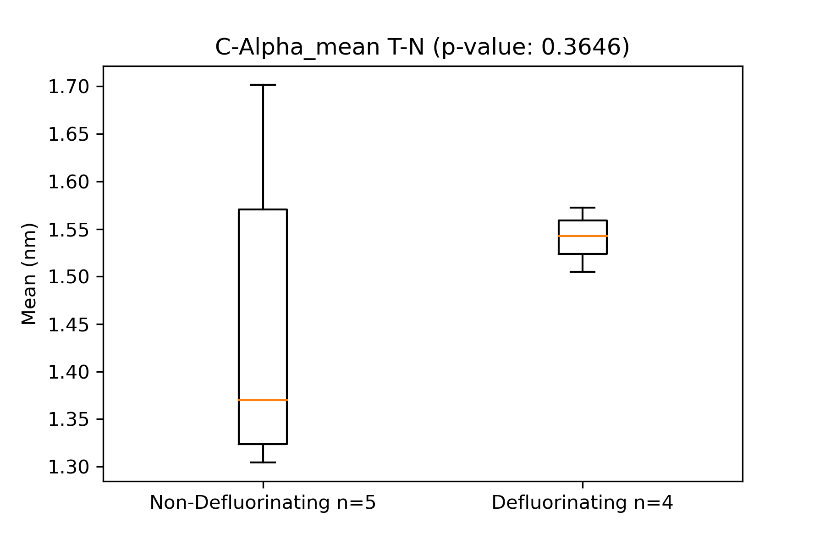 C-Alpha_mean T-N (p-value: 0.3646)
Mean (nm)
1.70
1.65
1.60
1.55
1.50
1.45
1.40
1.35
1.30
Non-Defluorinating n=5
Defluorinating n=4